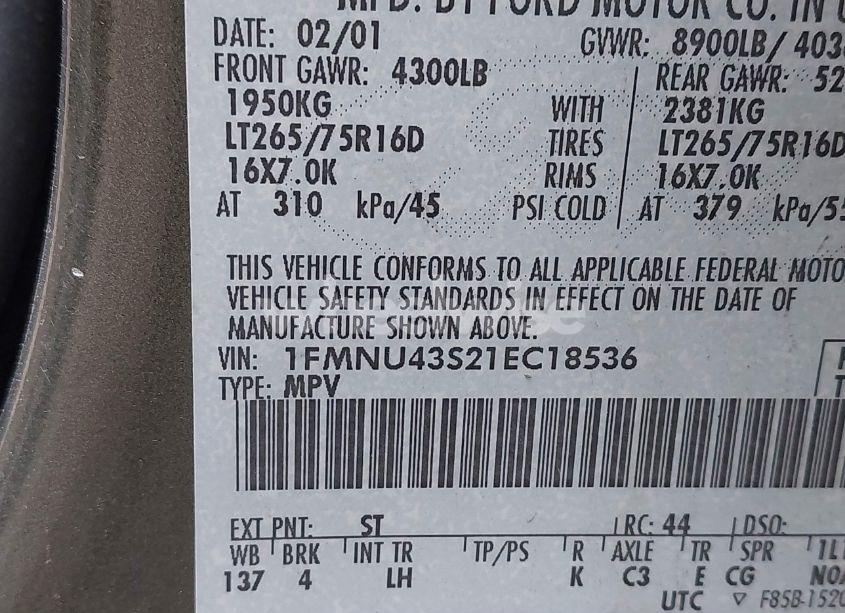 MFD. BY FORD MOTOR CO. IN
DATE: 02/01 GVWR: 8900LB/ 403
FRONT GAWR: 4300LB REAR GAWR: 52
1950KG WITH 2381KG
LT265/75R16D TIRES LT265/75R16D
16X7.0K RIMS 16X7.0K
AT 310 kPa/45 PSI COLD AT 379 kPa/55
THIS VEHICLE CONFORMS TO ALL APPLICABLE FEDERAL MOTO
VEHICLE SAFETY STANDARDS IN EFFECT ON THE DATE OF
MANUFACTURE SHOWN ABOVE.
VIN: 1FMNU43S21EC18536
TYPE: MPV
EXT PNT: ST RC: 44 DSO:
WB BRK INT TR TP/PS R AXLE TR SPR
137 4 LH K C3 E CG
UTC ▽ F85B-1520